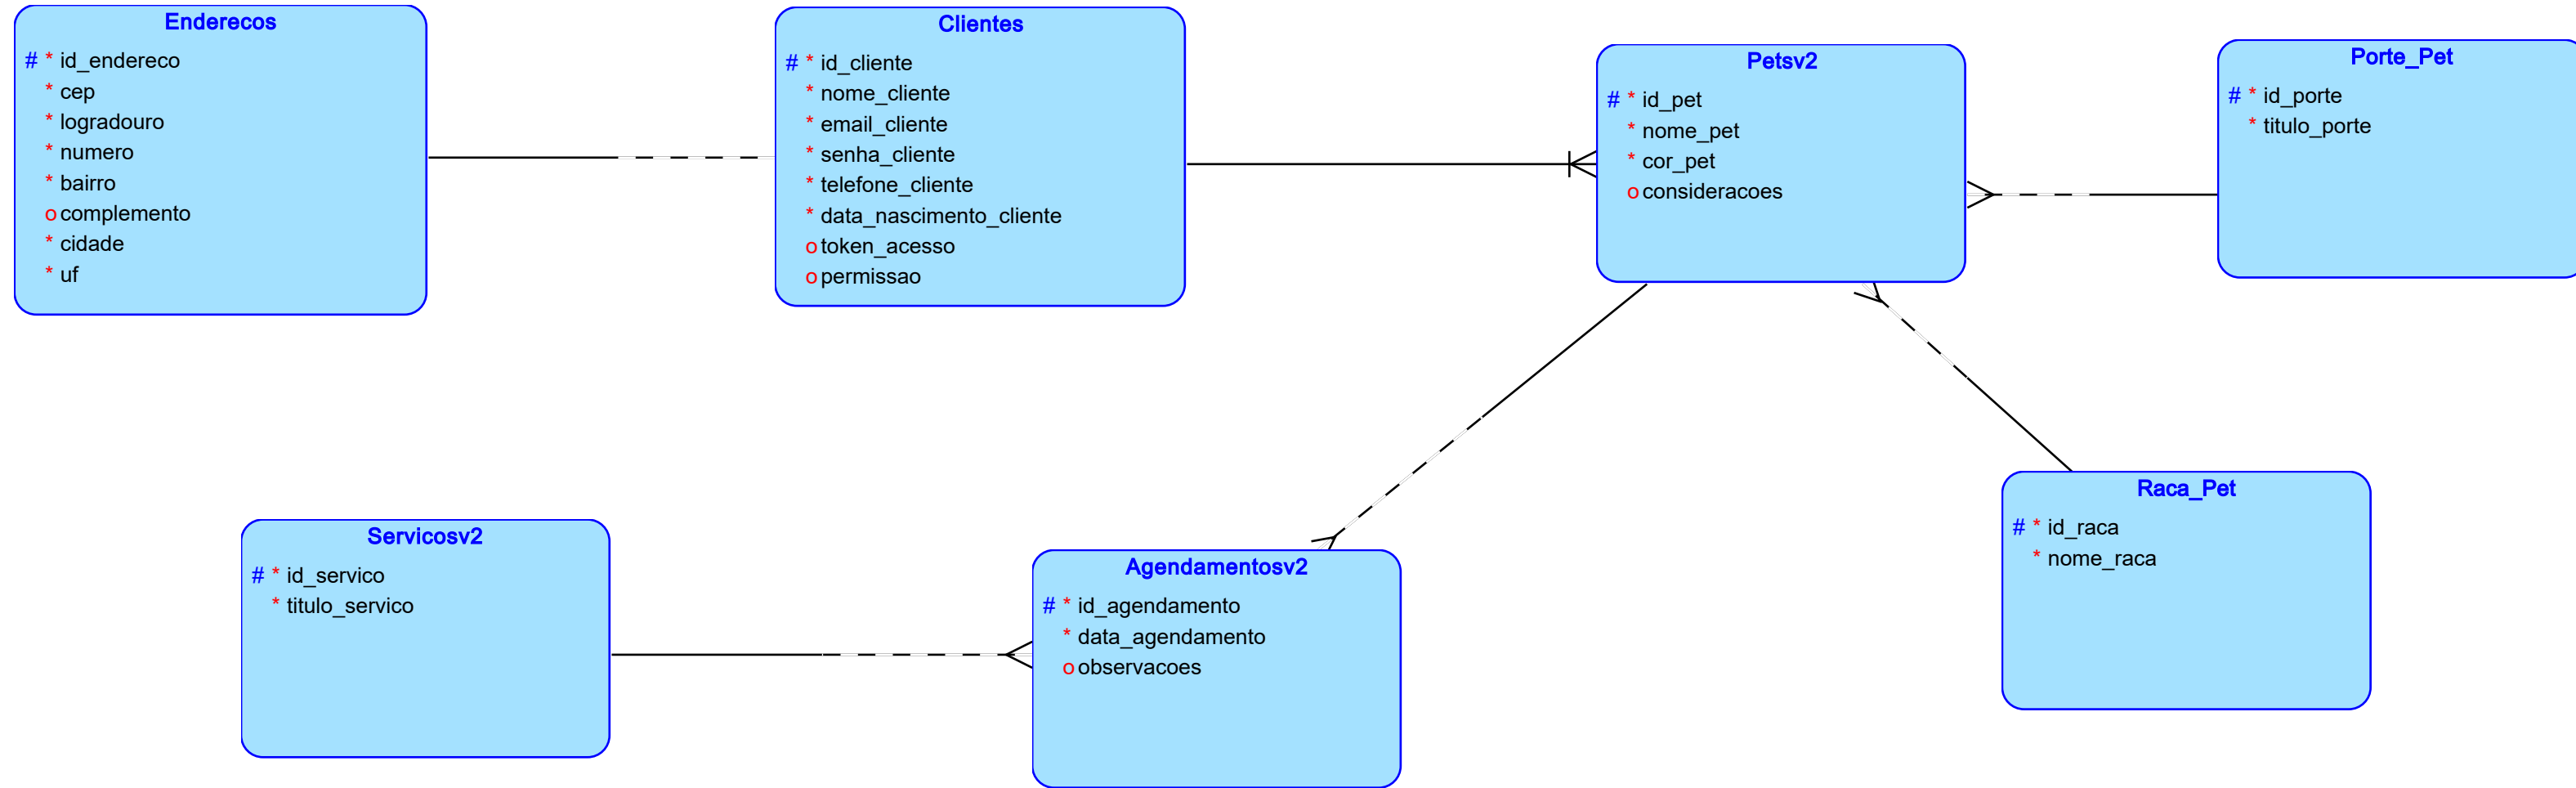 Enderecos
# * id_endereco
* cep
* logradouro
* numero
* bairro
o complemento
* cidade
* uf
Clientes
# * id_cliente
* nome_cliente
* email_cliente
* senha_cliente
* telefone_cliente
* data_nascimento_cliente
o token_acesso
o permissao
Petsv2
# * id_pet
* nome_pet
* cor_pet
o consideracoes
Porte_Pet
# * id_porte
* titulo_porte
Servicosv2
# * id_servico
* titulo_servico
Agendamentosv2
# * id_agendamento
* data_agendamento
o observacoes
Raca_Pet
# * id_raca
* nome_raca